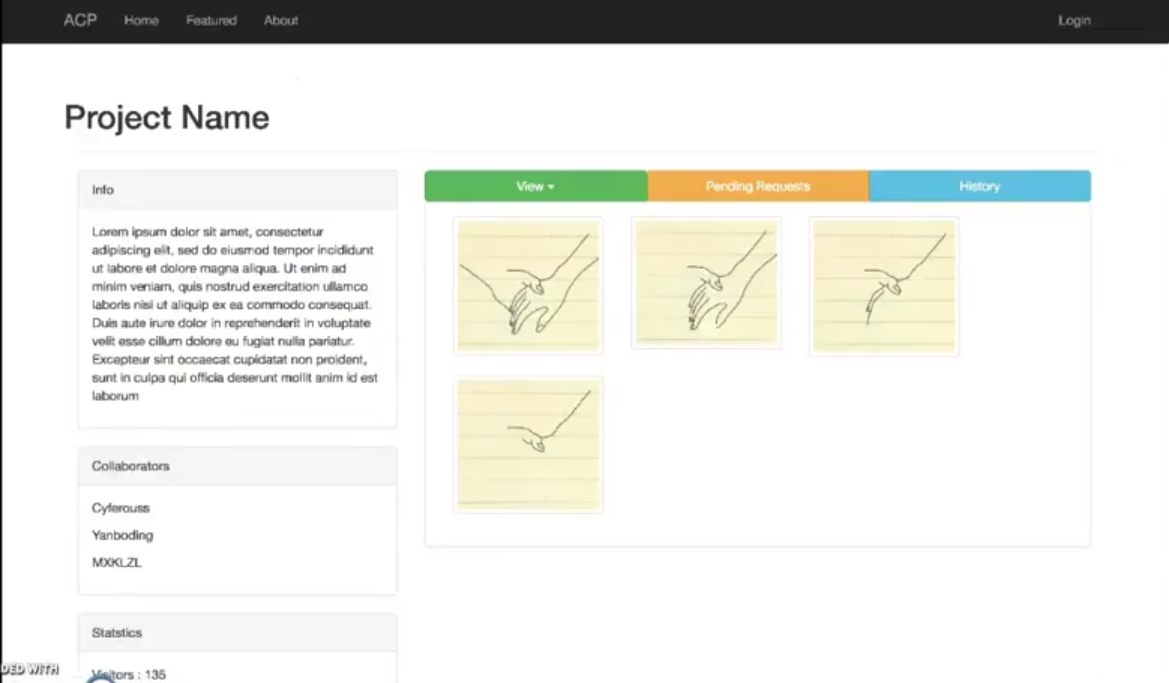 ACP Home Featured About Login
Project Name
Info
Lorem ipsum dolor sit amet, consectetur
adipiscing elit, sed do eiusmod tempor incididunt
ut labore et dolore magna aliqua. Ut enim ad
minim veniam, quis nostrud exercitation ullamco
laboris nisi ut aliquip ex ea commodo consequat.
Duis aute irure dolor in reprehenderit in voluptate
velit esse cillum dolore eu fugiat nulla pariatur.
Excepteur sint occaecat cupidatat non proident,
sunt in culpa qui officia deserunt mollit anim id est
laborum
Collaborators
Cyferouss
Yanboding
MXKLZL
Statstics
Visitors : 135
View
Pending Requests
History
DED WITH